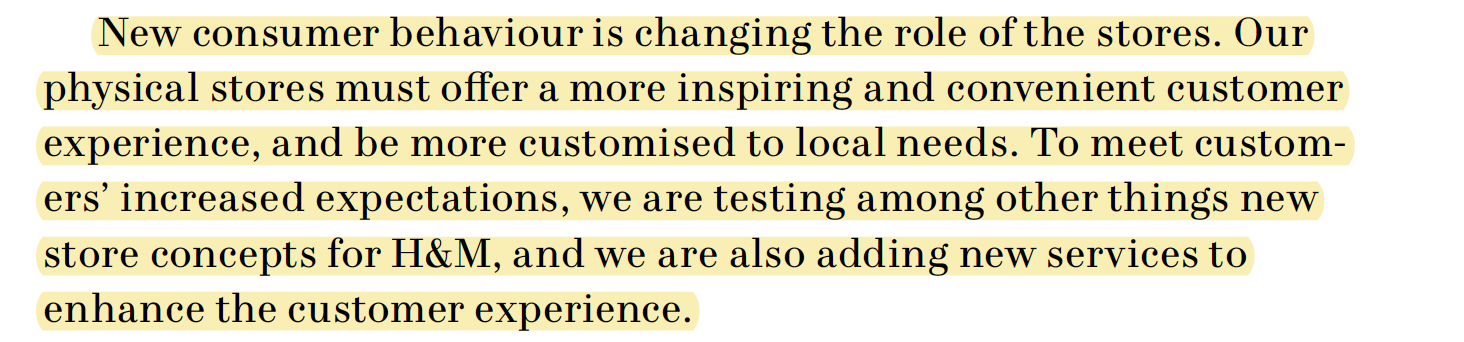 New consumer behaviour is changing the role of the stores. Our
physical stores must offer a more inspiring and convenient customer
experience, and be more customised to local needs. To meet custom-
ers’ increased expectations, we are testing among other things new
store concepts for H&M, and we are also adding new services to
enhance the customer experience.